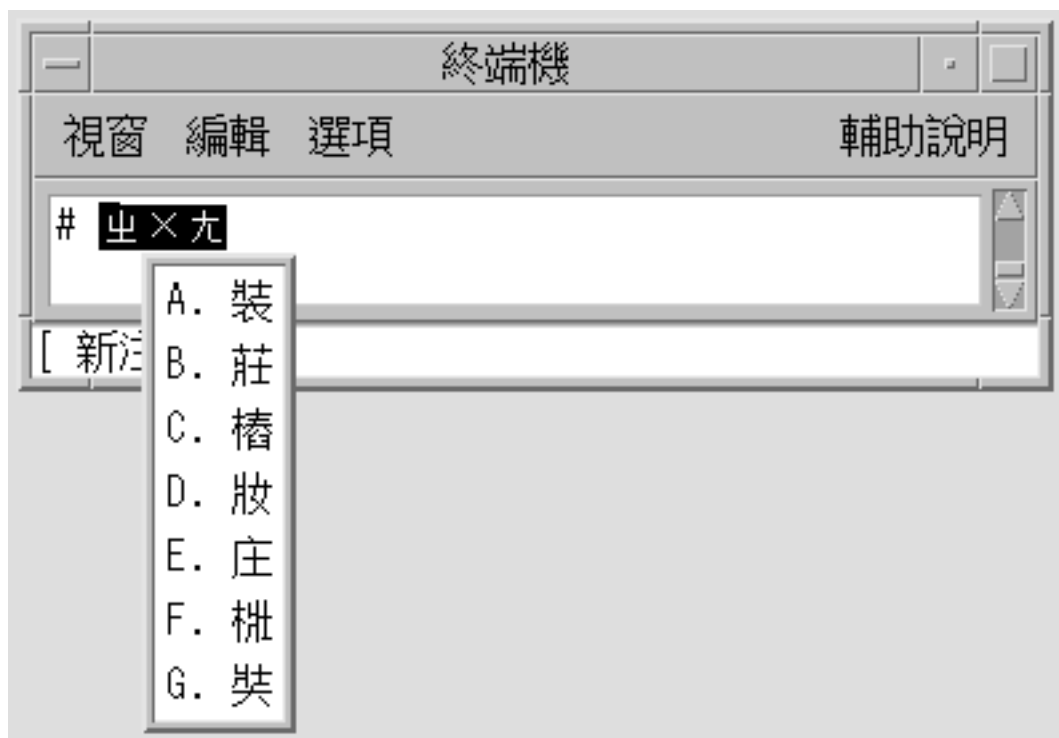 終端機
視窗 編輯 選項 輔助說明
# ㄓㄨㄤ
[ 新注
A. 裝
B. 莊
C. 樁
D. 妝
E. 庄
G. 奘